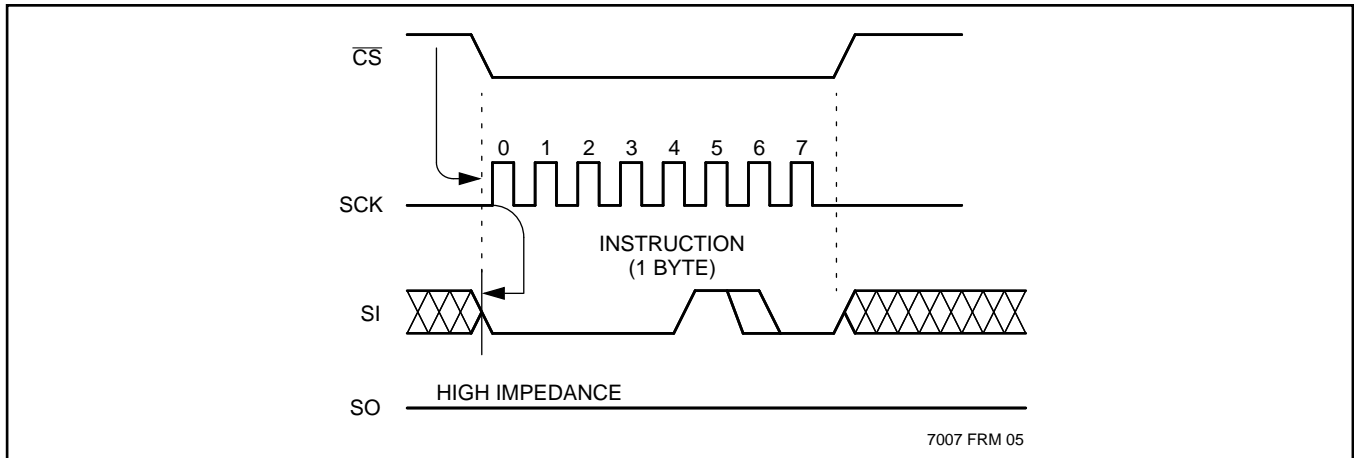 CS
0 1 2 3 4 5 6 7
SCK
INSTRUCTION
(1 BYTE)
SI
HIGH IMPEDANCE
SO
7007 FRM 05